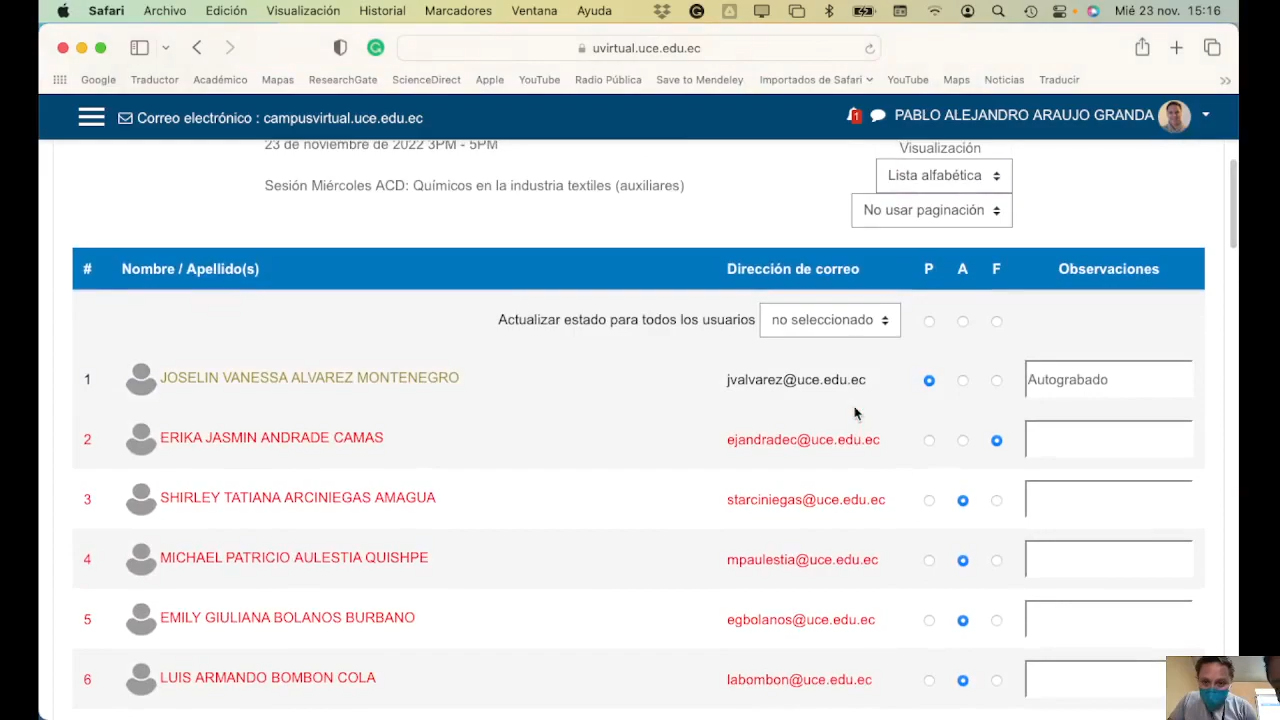 Safari Archivo Edición Visualización Historial Marcadores Ventana Ayuda Mié 23 nov. 15:16
uvirtual.uce.edu.ec
Google Traductor Académico Mapas ResearchGate ScienceDirect Apple YouTube Radio Pública Save to Mendeley Importados de Safari YouTube Maps Noticias Traducir
Correo electrónico : campusvirtual.uce.edu.ec 1 PABLO ALEJANDRO ARAUJO GRANDA
23 de noviembre de 2022 3PM - 5PM Visualización
Sesión Miércoles ACD: Químicos en la industria textiles (auxiliares) Lista alfabética
No usar paginación
# Nombre / Apellido(s) Dirección de correo P A F Observaciones
Actualizar estado para todos los usuarios no seleccionado
1 JOSELIN VANESSA ALVAREZ MONTENEGRO jvalvarez@uce.edu.ec Autograbado
2 ERIKA JASMIN ANDRADE CAMAS ejandradec@uce.edu.ec
3 SHIRLEY TATIANA ARCINIEGAS AMAGUA starciniegas@uce.edu.ec
4 MICHAEL PATRICIO AULESTIA QUISHPE mpaulestia@uce.edu.ec
5 EMILY GIULIANA BOLANOS BURBANO egbolanos@uce.edu.ec
6 LUIS ARMANDO BOMBON COLA labombon@uce.edu.ec